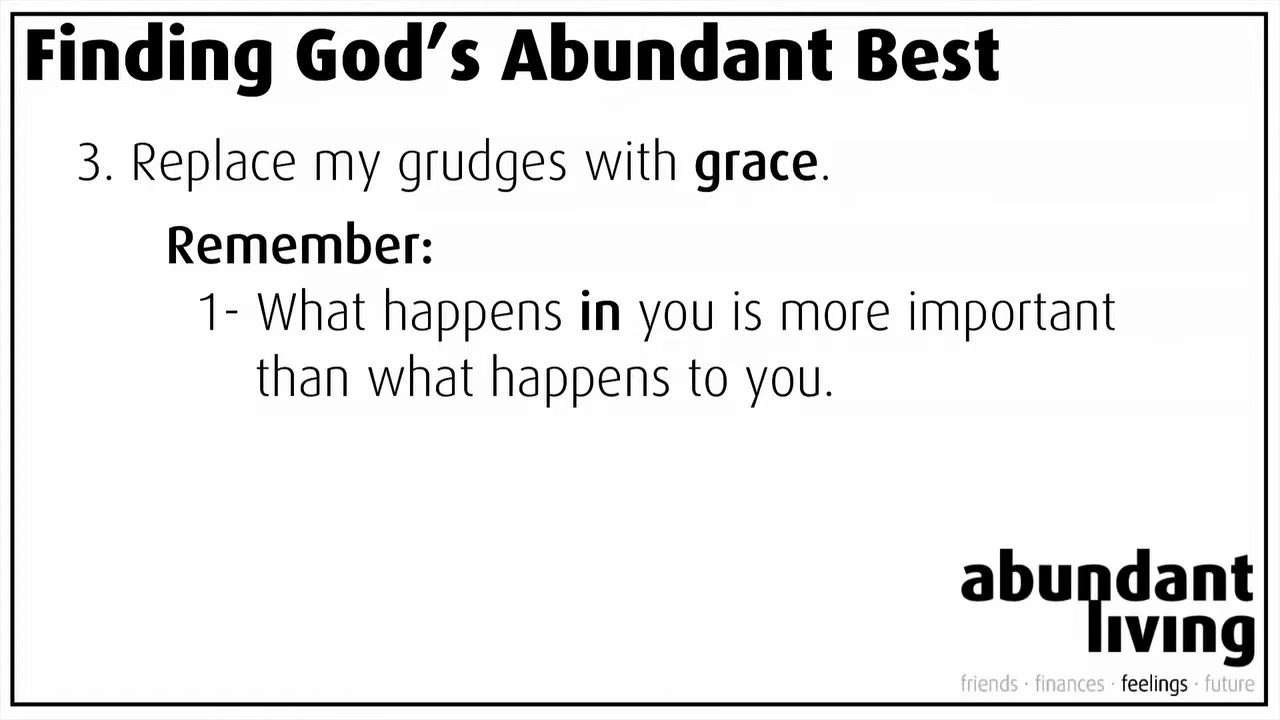 Finding God’s Abundant Best
3. Replace my grudges with grace.
Remember:
1- What happens in you is more important
than what happens to you.
abundant
living
friends · finances · feelings · future